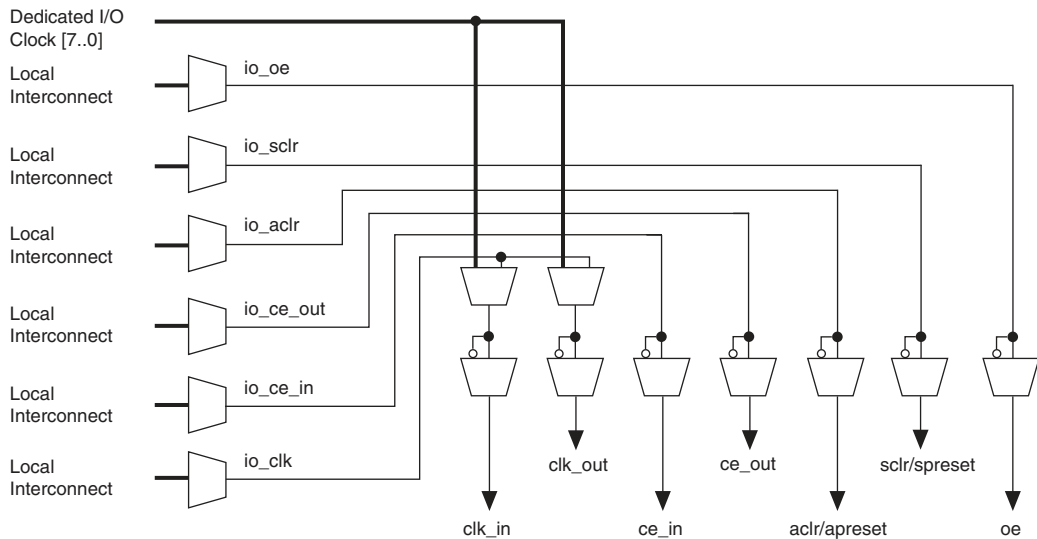 Dedicated I/O
Clock [7..0]
Local
Interconnect
io_oe
Local
Interconnect
io_sclr
Local
Interconnect
io_aclr
Local
Interconnect
io_ce_out
Local
Interconnect
io_ce_in
Local
Interconnect
io_clk
clk_out
ce_out
sclr/spreset
clk_in
ce_in
aclr/apreset
oe